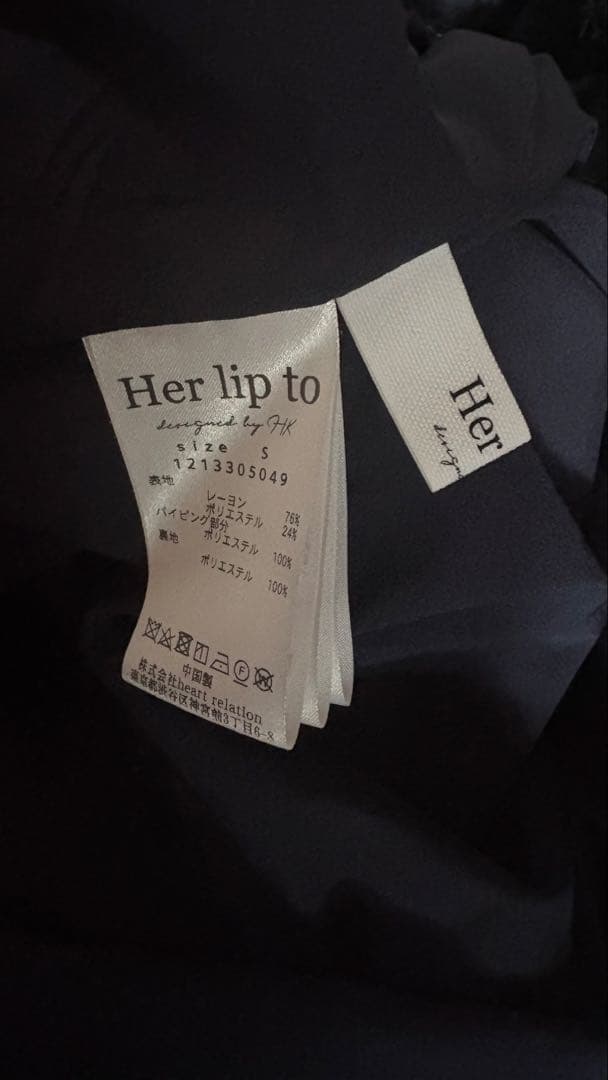 Her lip to
designed by HK
size S
1213305049
表地
レーヨン 76%
ポリエステル 24%
パイピング部分
ポリエステル 100%
裏地
ポリエステル 100%
F
中国製
株式会社heart relation
東京都渋谷区神宮前3丁目6-8
Her
design